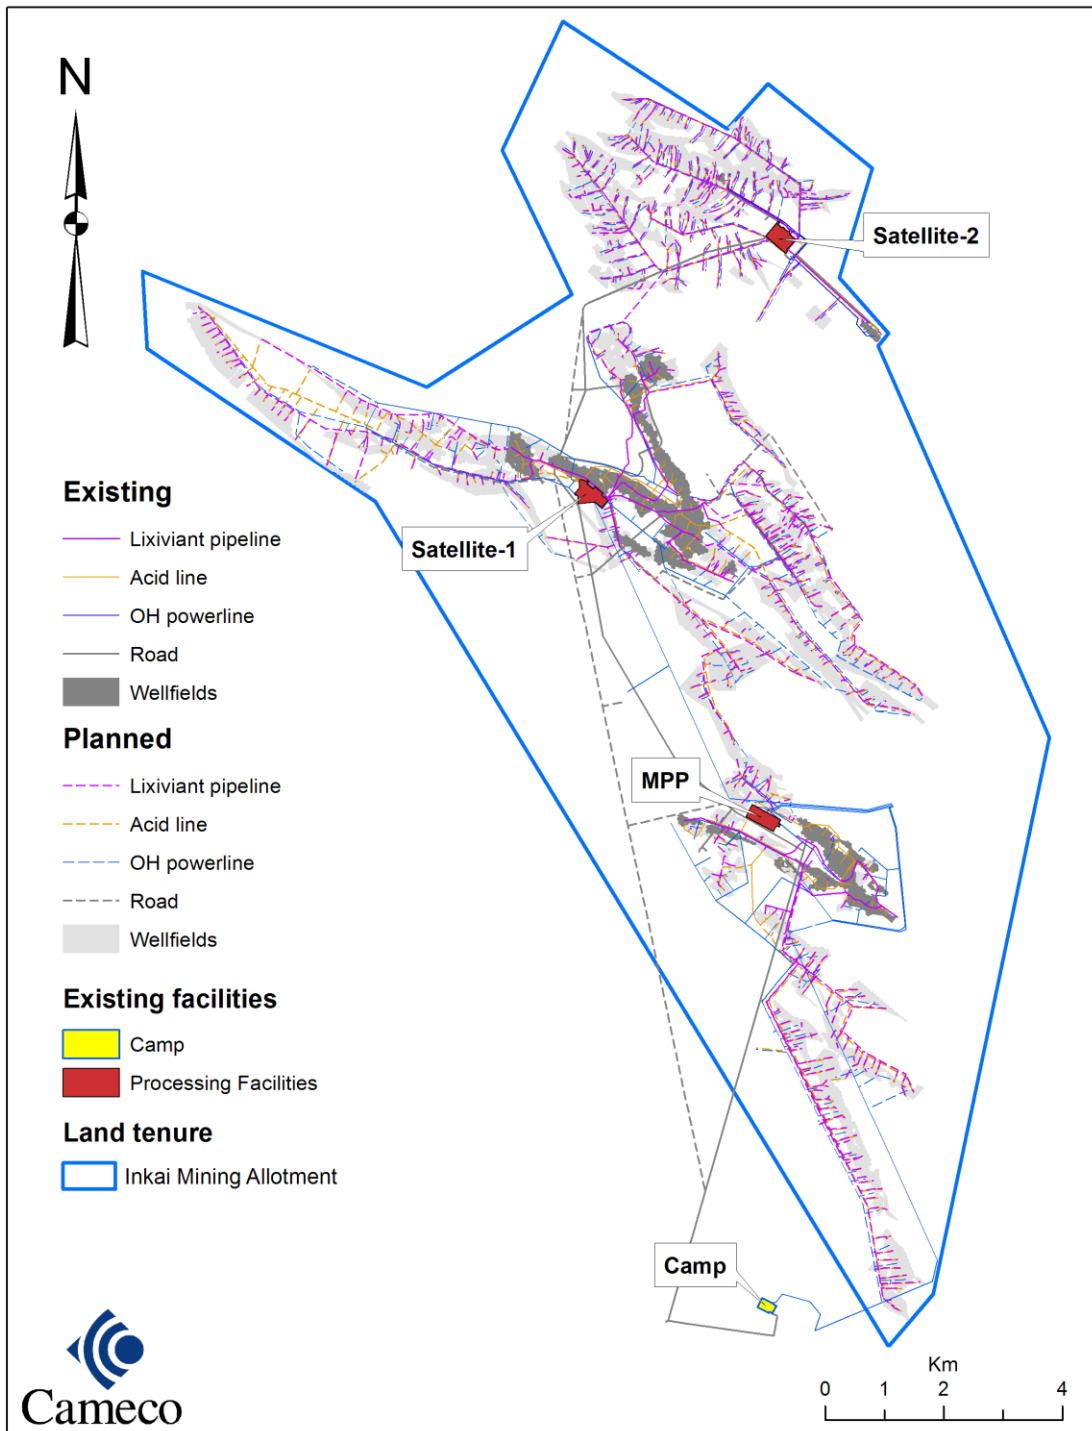 N
Satellite-2
Existing
Lixiviant pipeline
Satellite-1
Acid line
OH powerline
Road
Wellfields
Planned
MPP
Lixiviant pipeline
Acid line
OH powerline
Road
Wellfields
Existing facilities
Camp
Processing Facilities
Land tenure
Inkai Mining Allotment
Camp
Cameco
Km
0 1 2 4